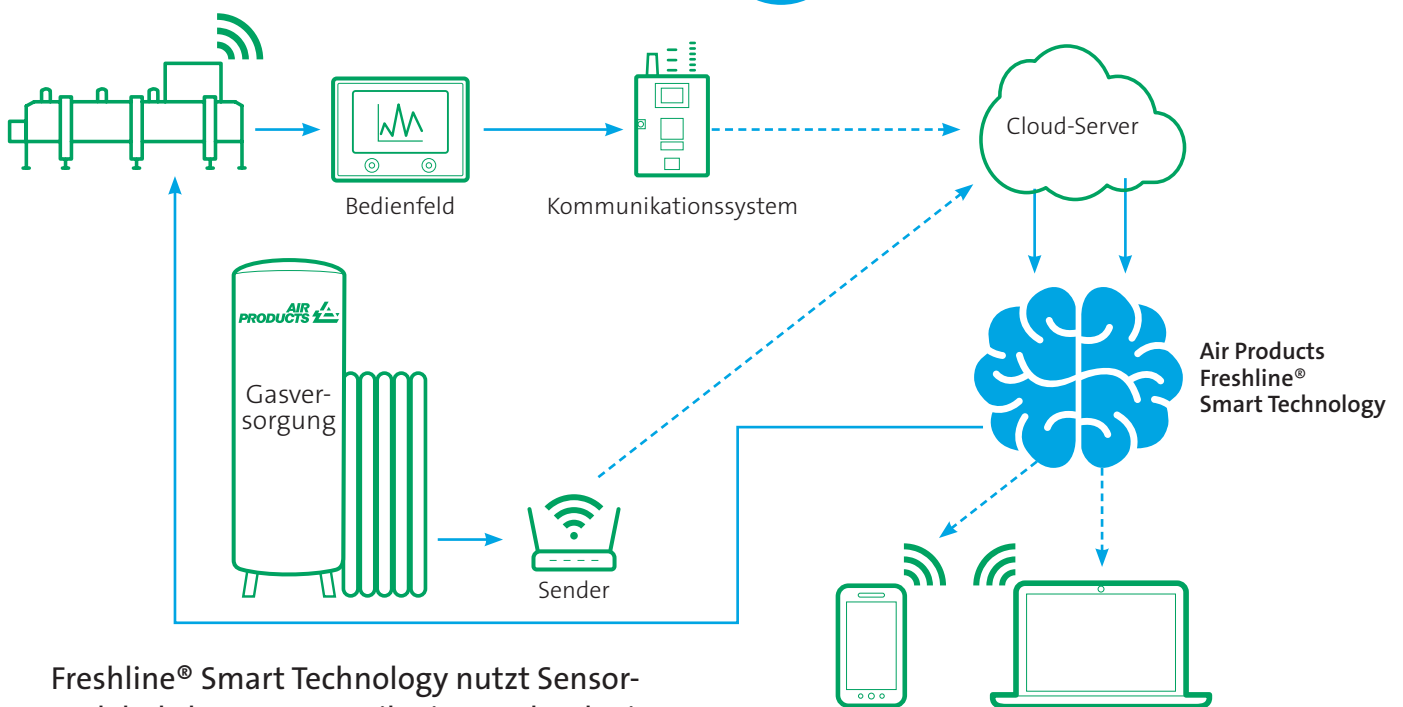 Cloud-Server
Bedienfeld
Kommunikationssystem
AIR
PRODUCTS
Gasver-
sorgung
Air Products
Freshline®
Smart Technology
Sender
Freshline® Smart Technology nutzt Sensor-